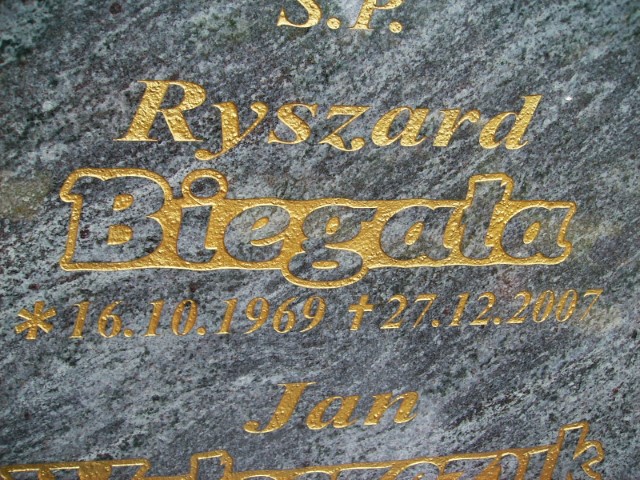 Ś.P.
Ryszard
Biegała
* 16.10.1969 † 27.12.2007
Jan